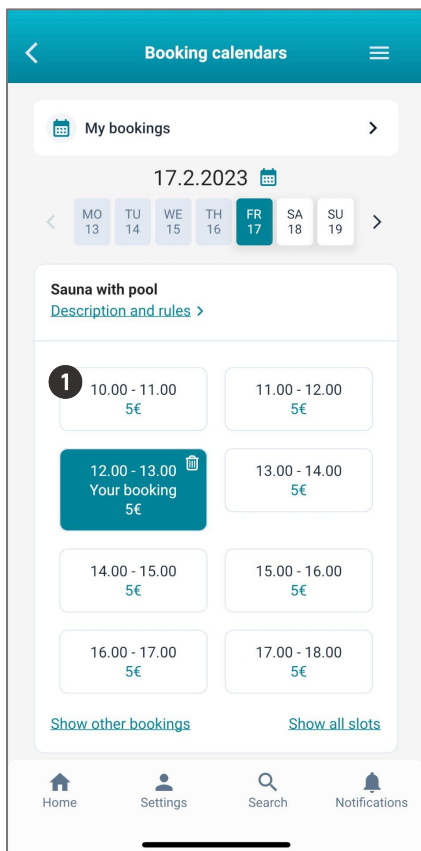 Booking calendars
My bookings
17.2.2023
MO TU WE TH FR SA SU
13 14 15 16 17 18 19
Sauna with pool
Description and rules
1
10.00 - 11.00 11.00 - 12.00
5€ 5€
12.00 - 13.00 13.00 - 14.00
Your booking 5€
5€
14.00 - 15.00 15.00 - 16.00
5€ 5€
16.00 - 17.00 17.00 - 18.00
5€ 5€
Show other bookings Show all slots
Home Settings Search Notifications